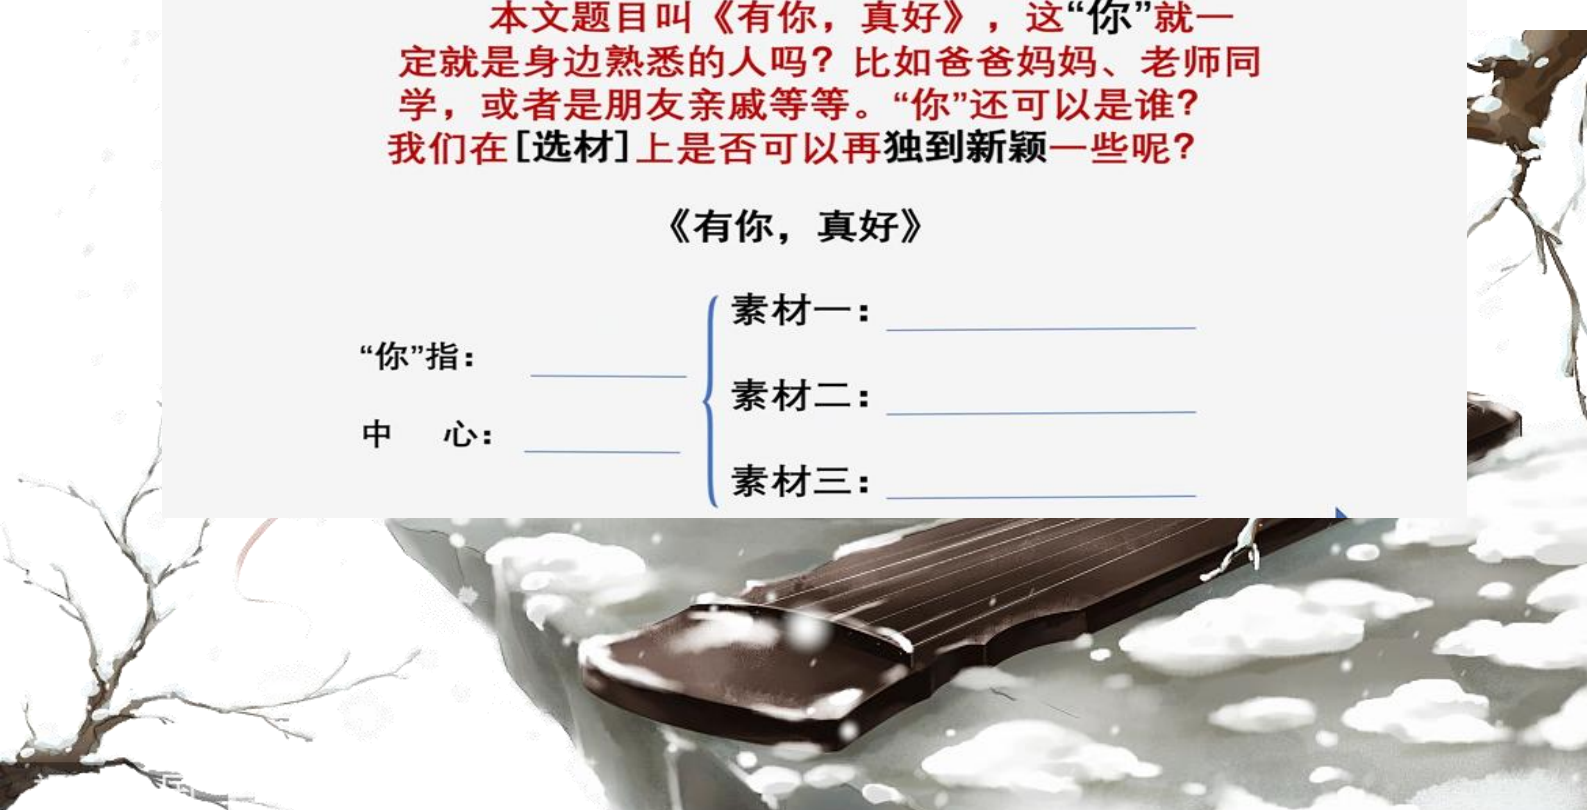 本文题目叫《有你，真好》，这“你”就一
定就是身边熟悉的人吗？比如爸爸妈妈、老师同
学，或者是朋友亲戚等等。“你”还可以是谁？
我们在[选材]上是否可以再独到新颖一些呢？
《有你，真好》
素材一：
“你”指：
素材二：
中 心：
素材三：